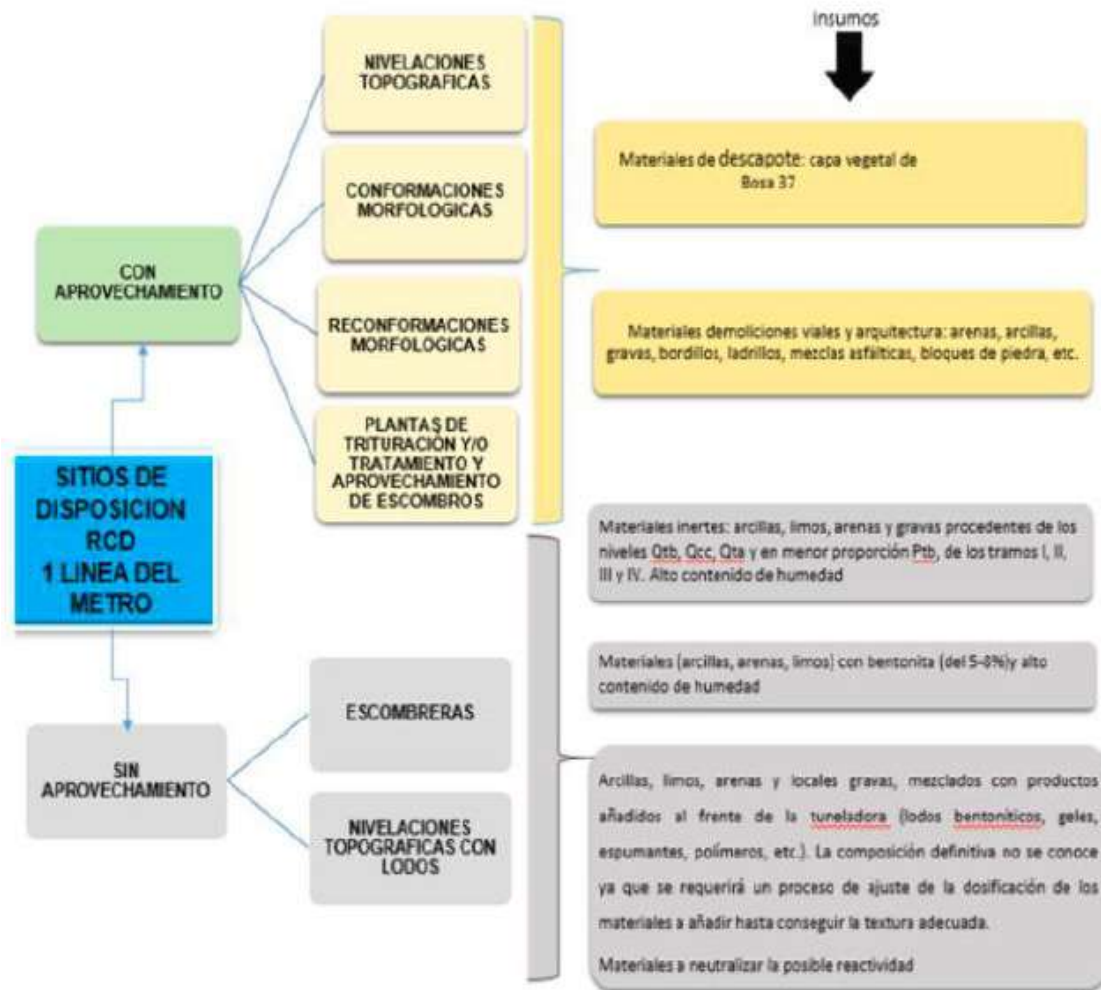 insumos
NIVELACIONES
TOPOGRAFICAS
CONFORMACIONES
MORFOLOGICAS
RECONFORMACIONES
MORFOLOGICAS
PLANTAS DE
TRITURACIÓN Y/O
TRATAMIENTO Y
APROVECHAMIENTO
DE ESCOMBROS
CON
APROVECHAMIENTO
Materiales de descapote: capa vegetal de
Bosa 37
Materiales demoliciones viales y arquitectura: arenas, arcillas,
gravas, bordillos, ladrillos, mezclas asfálticas, bloques de piedra, etc.
SITIOS DE
DISPOSICION
RCD
1 LINEA DEL
METRO
SIN
APROVECHAMIENTO
ESCOMBRERAS
NIVELACIONES
TOPOGRAFICAS CON
LODOS
Materiales inertes: arcillas, limos, arenas y gravas procedentes de los
niveles Qtb, Qcc, Qta y en menor proporción Ptb, de los tramos I, II,
III y IV. Alto contenido de humedad
Materiales (arcillas, arenas, limos) con bentonita (del 5-8%)y alto
contenido de humedad
Arcillas, limos, arenas y locales gravas, mezclados con productos
añadidos al frente de la tuneladora (lodos bentoníticos, geles,
espumantes, polímeros, etc.). La composición definitiva no se conoce
ya que se requerirá un proceso de ajuste de la dosificación de los
materiales a añadir hasta conseguir la textura adecuada.
Materiales a neutralizar la posible reactividad